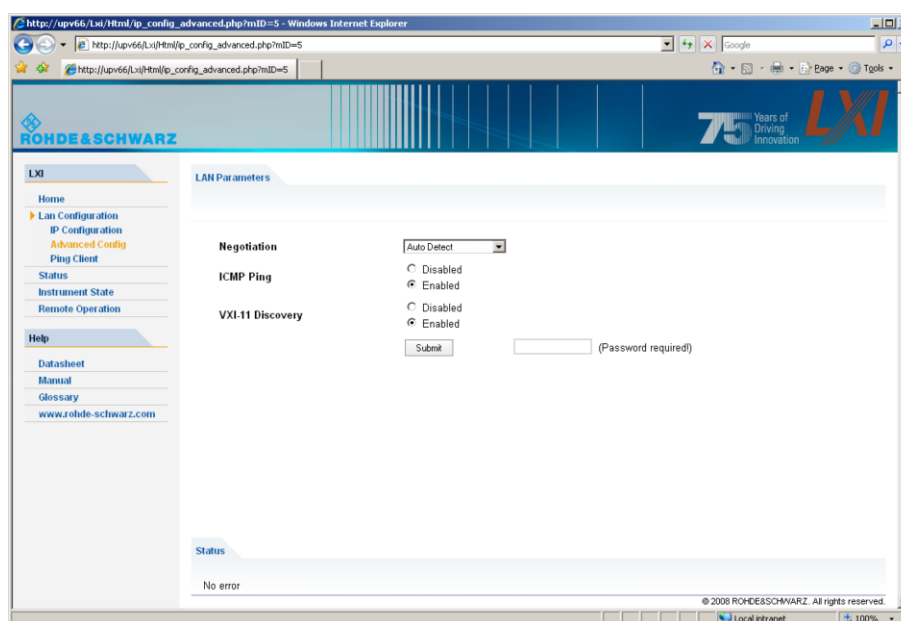 http://upv66/Lxi/Html/ip_config_advanced.php?mID=5 - Windows Internet Explorer
http://upv66/Lxi/Html/ip_config_advanced.php?mID=5
Google
http://upv66/Lxi/Html/ip_config_advanced.php?mID=5
Page
Tools
ROHDE&SCHWARZ
75 Years of
Driving
Innovation
LXI
LXI
Home
Lan Configuration
IP Configuration
Advanced Config
Ping Client
Status
Instrument State
Remote Operation
Help
Datasheet
Manual
Glossary
www.rohde-schwarz.com
LAN Parameters
Negotiation
Auto Detect
ICMP Ping
Disabled
Enabled
VXI-11 Discovery
Disabled
Enabled
Submit
(Password required!)
Status
No error
© 2008 ROHDE&SCHWARZ. All rights reserved.
Local intranet
100%